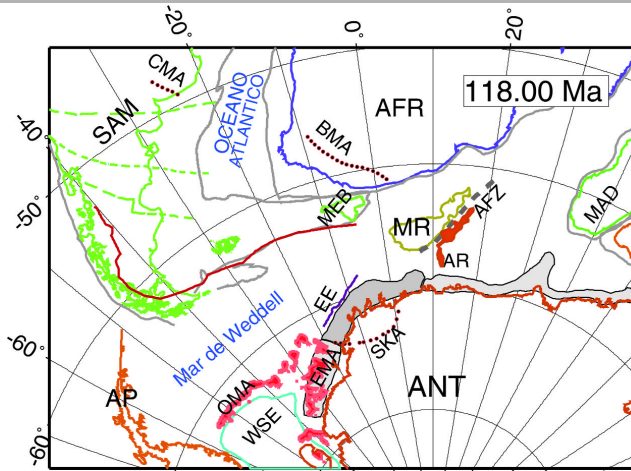 -20°
0°
20°
118.00 Ma
CMA
SAM
OCEANO
ATLANTICO
AFR
BMA
-40°
-50°
MEB
MR
AFZ
MAD
AR
EE
Mar de Weddell
SKA
EMA
-60°
AP
OMA
WSE
ANT
-60°